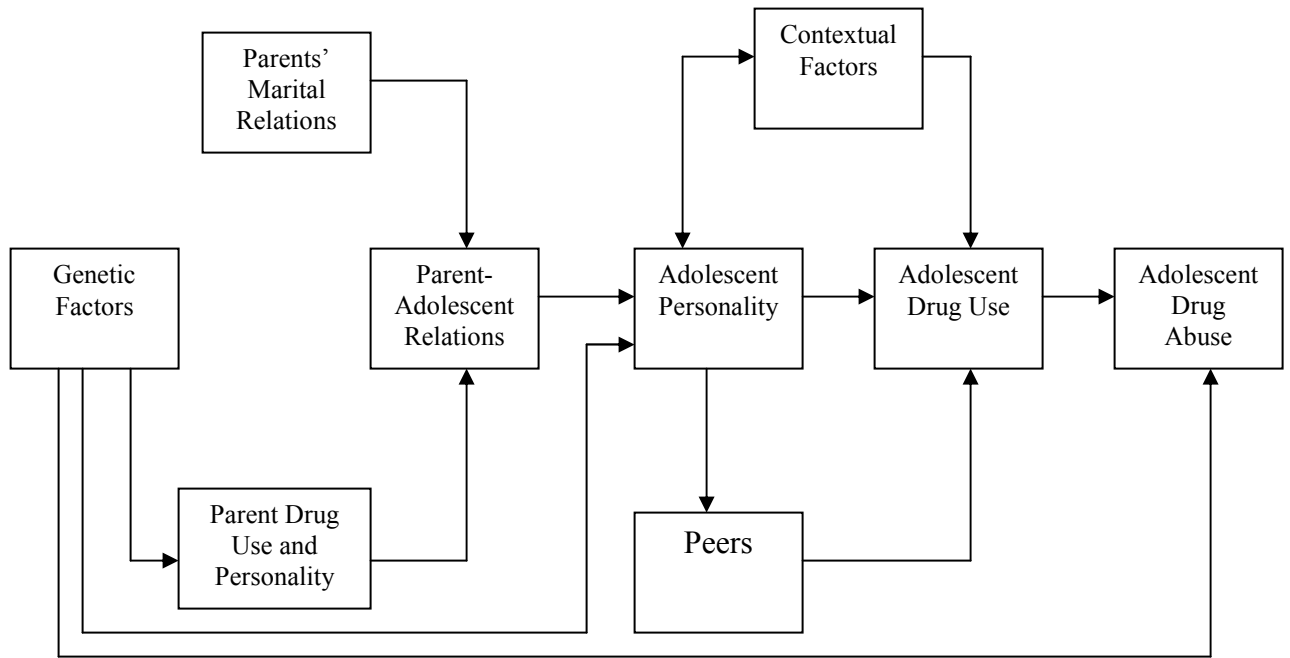 Parents’
Marital
Relations
Contextual
Factors
Genetic
Factors
Parent-
Adolescent
Relations
Adolescent
Personality
Adolescent
Drug Use
Adolescent
Drug
Abuse
Parent Drug
Use and
Personality
Peers